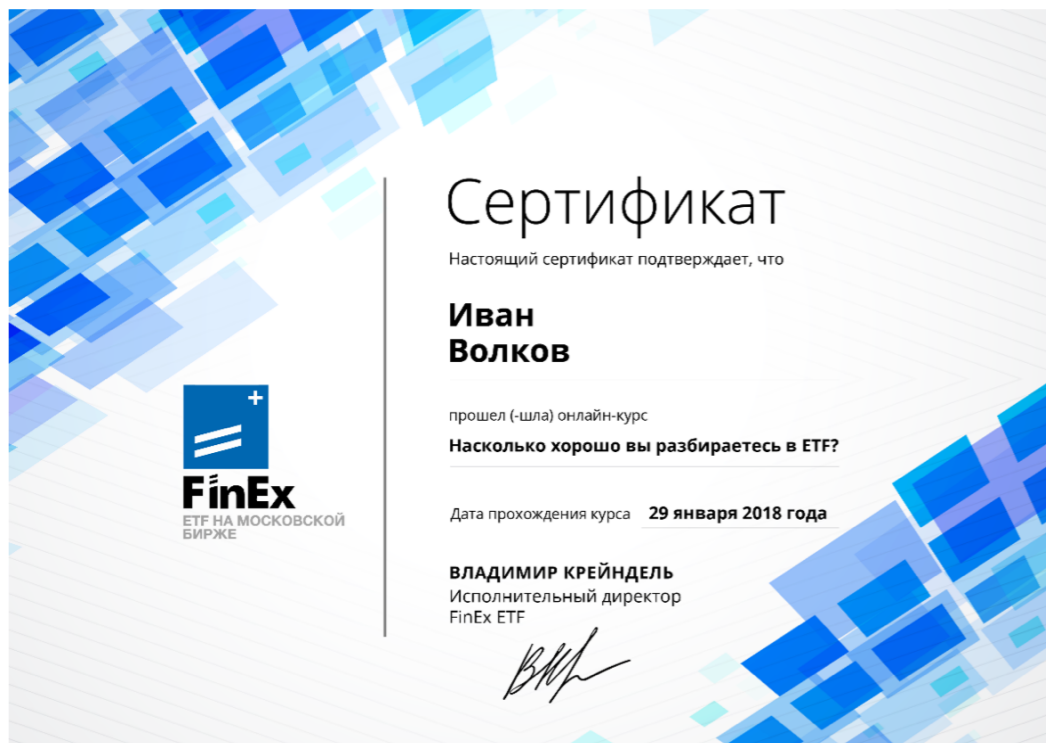 Сертификат
Настоящий сертификат подтверждает, что
Иван
Волков
прошел (-шла) онлайн-курс
Насколько хорошо вы разбираетесь в ETF?
Дата прохождения курса 29 января 2018 года
ВЛАДИМИР КРЕЙНДЕЛЬ
Исполнительный директор
FinEx ETF
FinEx
ETF НА МОСКОВСКОЙ
БИРЖЕ